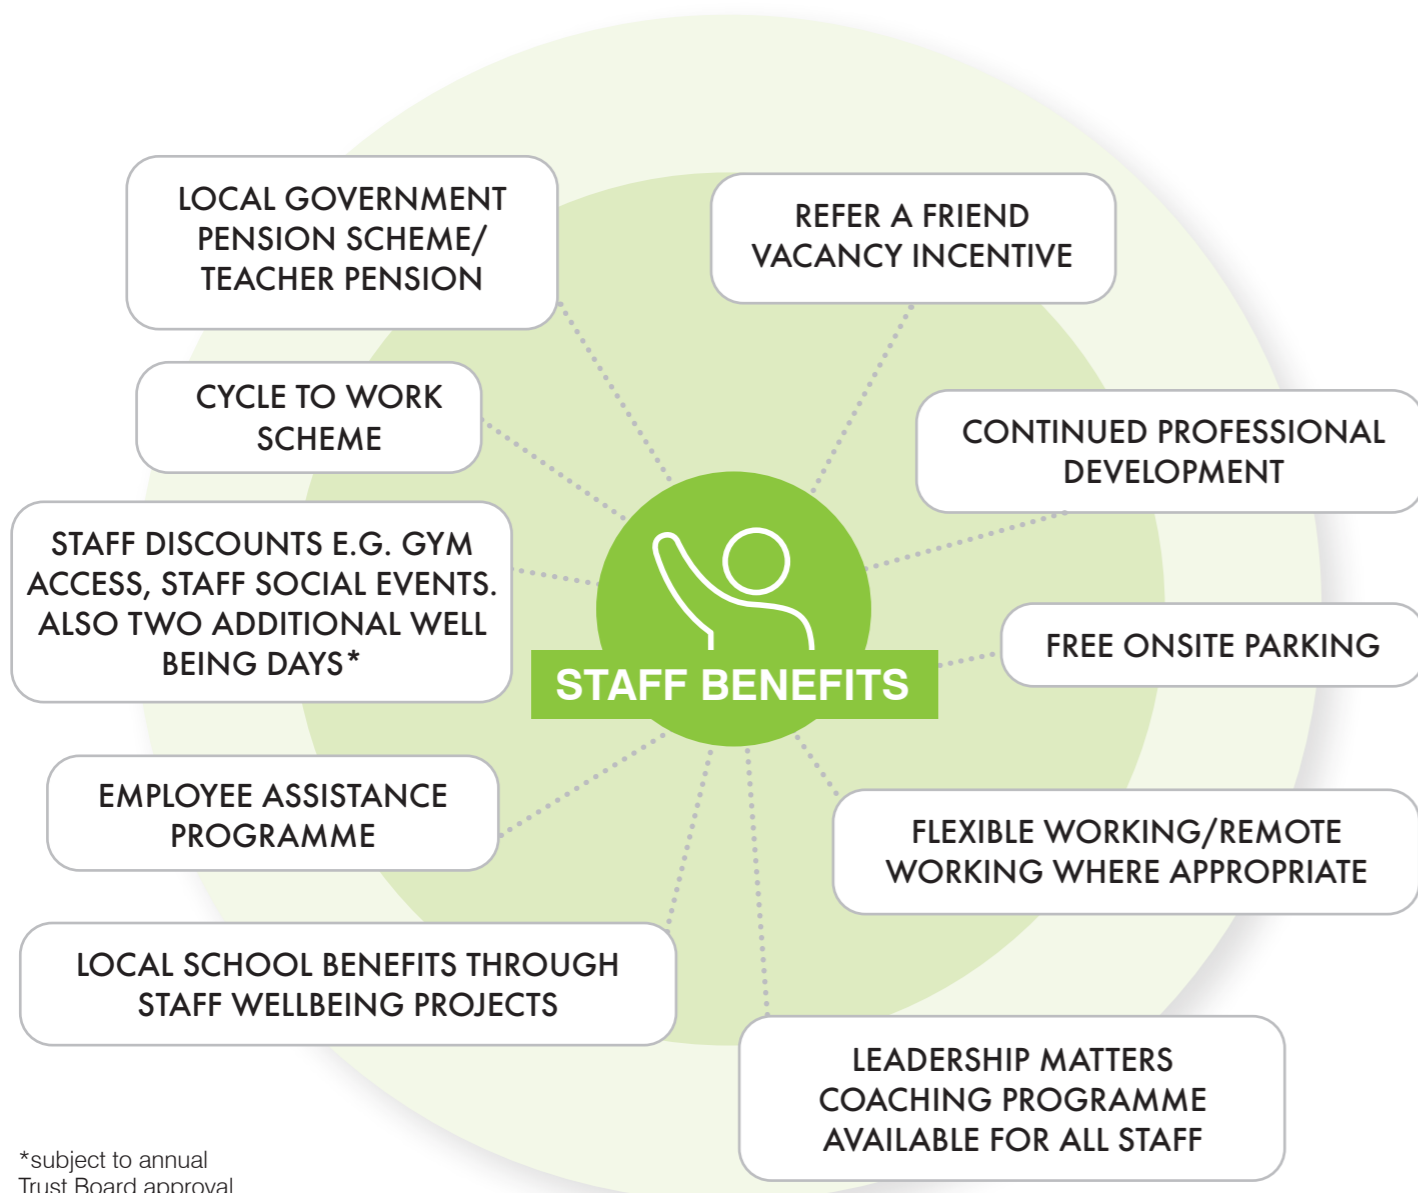 LOCAL GOVERNMENT
PENSION SCHEME/
TEACHER PENSION
REFER A FRIEND
VACANCY INCENTIVE
CYCLE TO WORK
SCHEME
CONTINUED PROFESSIONAL
DEVELOPMENT
STAFF DISCOUNTS E.G. GYM
ACCESS, STAFF SOCIAL EVENTS.
ALSO TWO ADDITIONAL WELL
BEING DAYS*
FREE ONSITE PARKING
STAFF BENEFITS
EMPLOYEE ASSISTANCE
PROGRAMME
FLEXIBLE WORKING/REMOTE
WORKING WHERE APPROPRIATE
LOCAL SCHOOL BENEFITS THROUGH
STAFF WELLBEING PROJECTS
LEADERSHIP MATTERS
COACHING PROGRAMME
AVAILABLE FOR ALL STAFF
*subject to annual
Trust Board approval